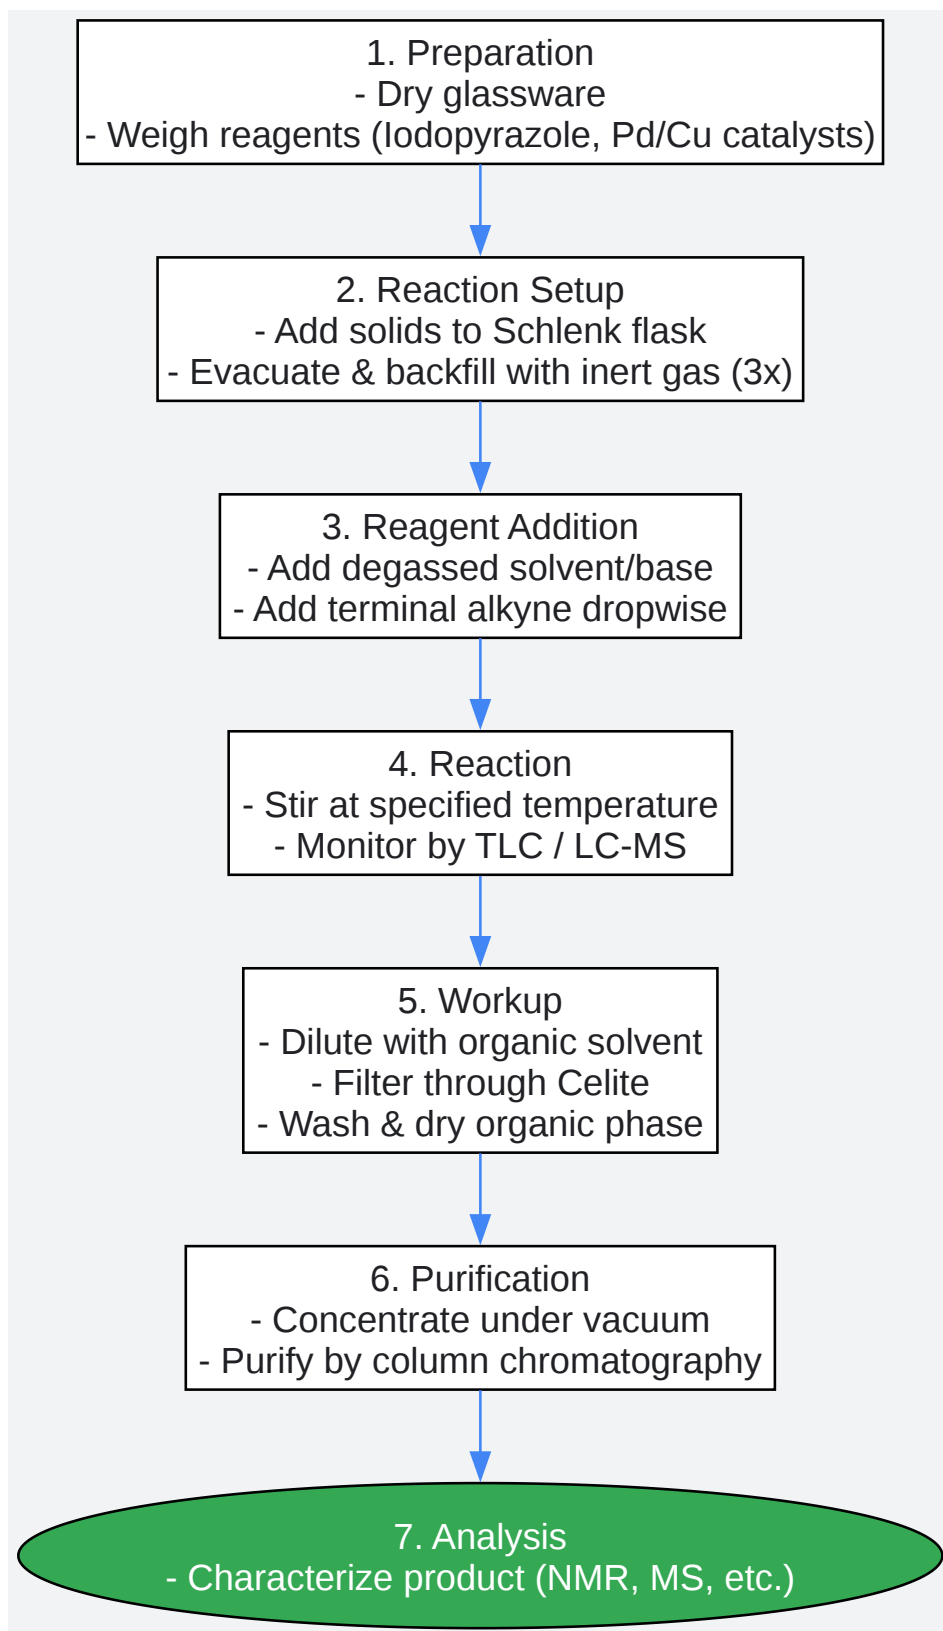 1. Preparation
- Dry glassware
- Weigh reagents (Iodopyrazole, Pd/Cu catalysts)
2. Reaction Setup
- Add solids to Schlenk flask
- Evacuate & backfill with inert gas (3x)
3. Reagent Addition
- Add degassed solvent/base
- Add terminal alkyne dropwise
4. Reaction
- Stir at specified temperature
- Monitor by TLC / LC-MS
5. Workup
- Dilute with organic solvent
- Filter through Celite
- Wash & dry organic phase
6. Purification
- Concentrate under vacuum
- Purify by column chromatography
7. Analysis
- Characterize product (NMR, MS, etc.)